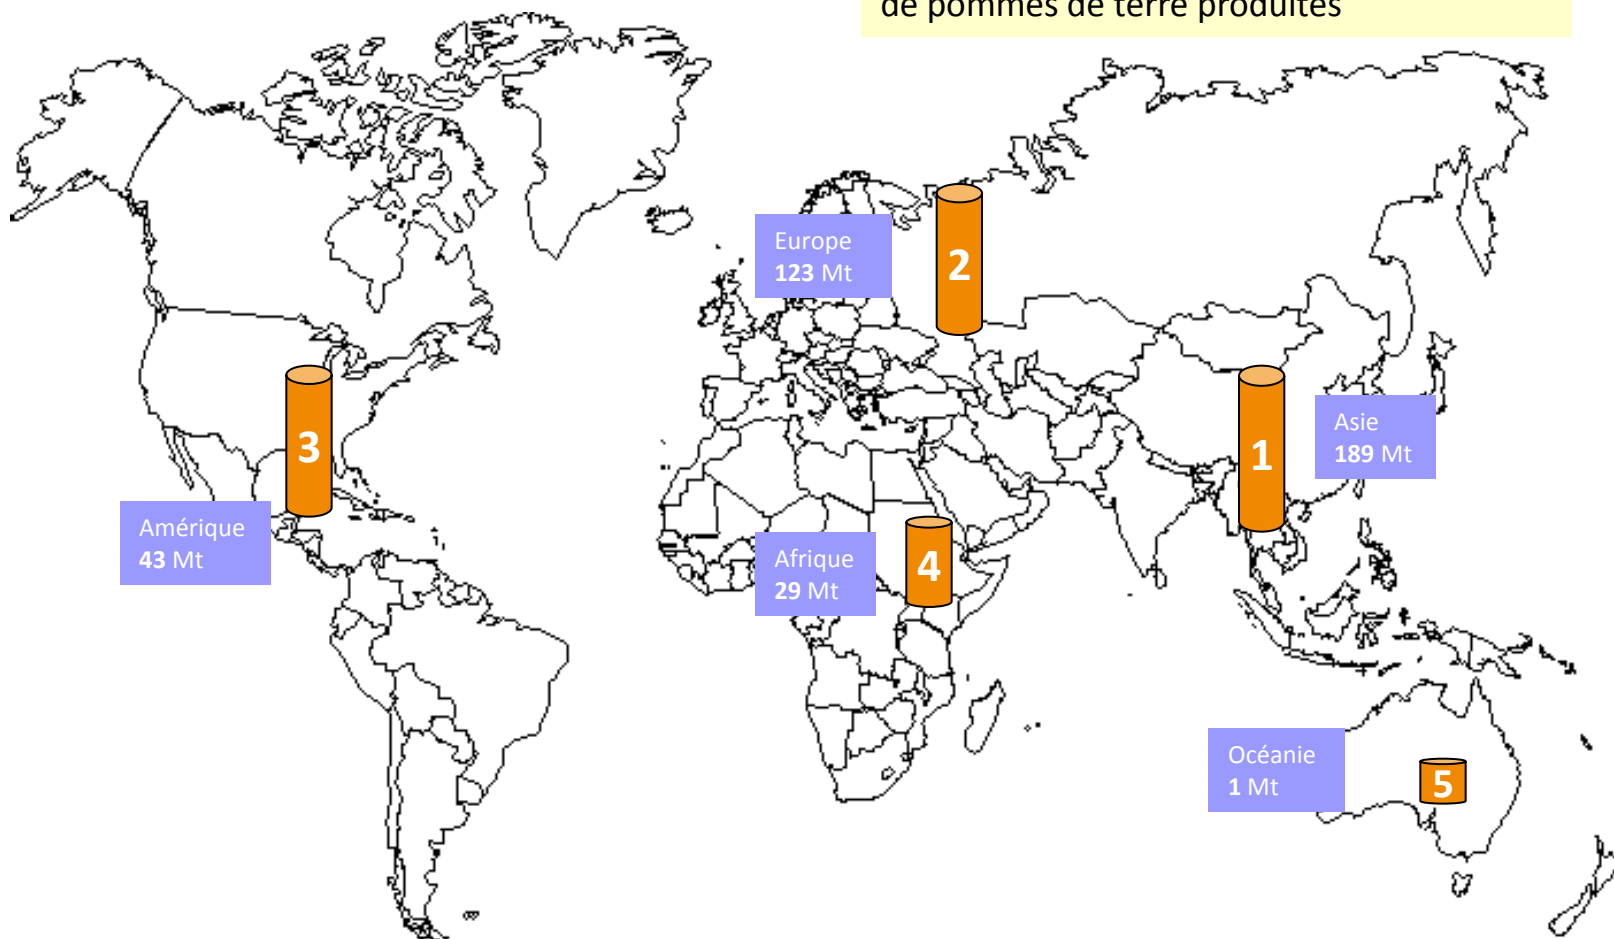 de pommes de terre produites
Europe
123 Mt
2
3
1
Asie
189 Mt
Amérique
43 Mt
Afrique
29 Mt
4
Océanie
1 Mt
5